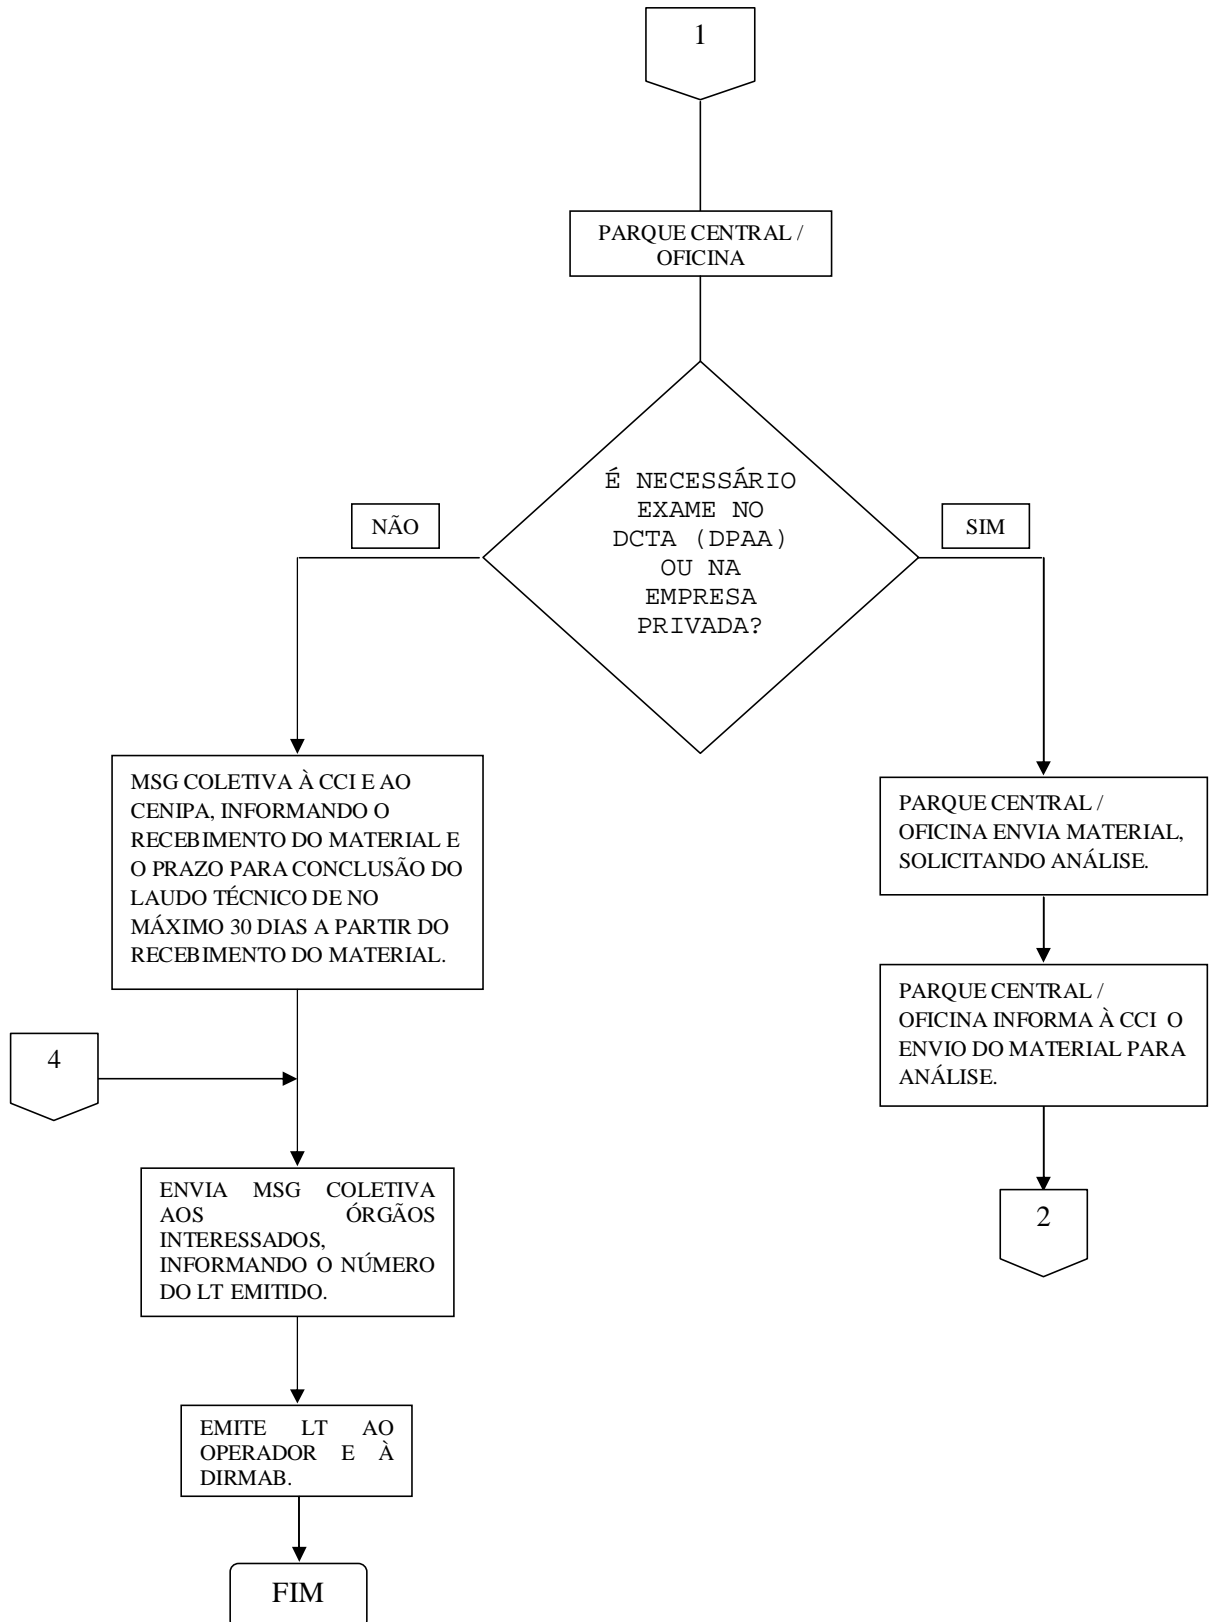 1
PARQUE CENTRAL /
OFICINA
É NECESSÁRIO
EXAME NO
DCTA (DPAA)
OU NA
EMPRESA
PRIVADA?
NÃO
SIM
MSG COLETIVA À CCI E AO
CENIPA, INFORMANDO O
RECEBIMENTO DO MATERIAL E
O PRAZO PARA CONCLUSÃO DO
LAUDO TÉCNICO DE NO
MÁXIMO 30 DIAS A PARTIR DO
RECEBIMENTO DO MATERIAL.
PARQUE CENTRAL /
OFICINA ENVIA MATERIAL,
SOLICITANDO ANÁLISE.
PARQUE CENTRAL /
OFICINA INFORMA À CCI O
ENVIO DO MATERIAL PARA
ANÁLISE.
4
ENVIA MSG COLETIVA
AOS ÓRGÃOS
INTERESSADOS,
INFORMANDO O NÚMERO
DO LT EMITIDO.
2
EMITE LT AO
OPERADOR E À
DIRMAB.
FIM